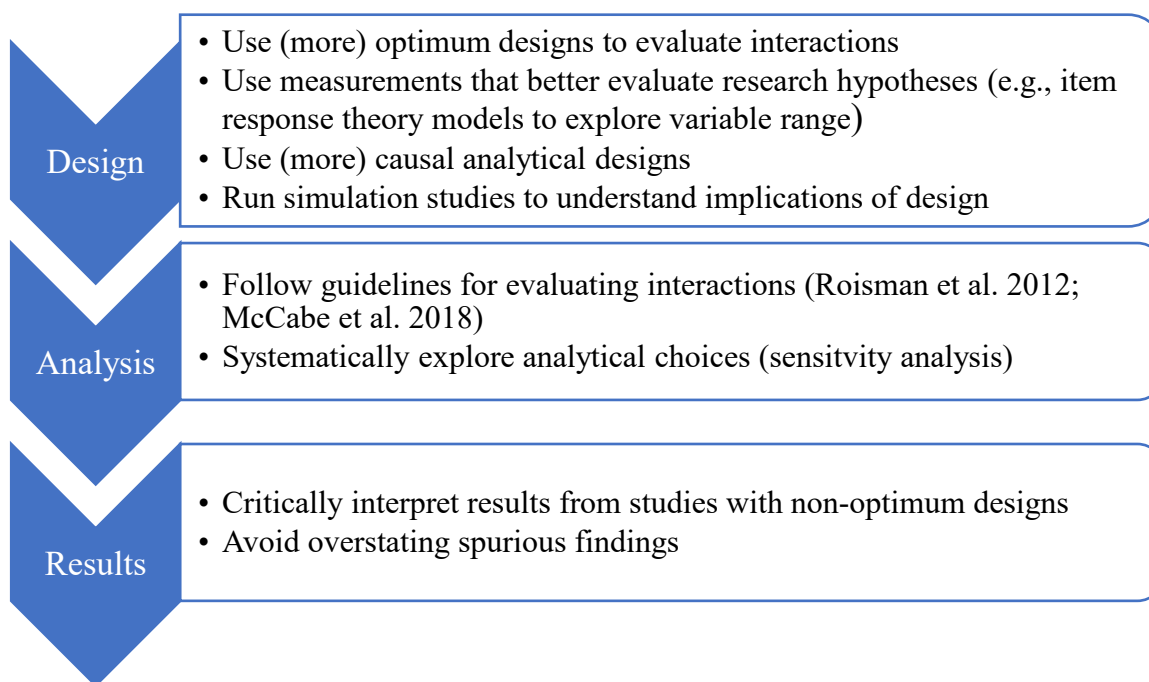 Design
• Use (more) optimum designs to evaluate interactions
• Use measurements that better evaluate research hypotheses (e.g., item
response theory models to explore variable range)
• Use (more) causal analytical designs
• Run simulation studies to understand implications of design
Analysis
• Follow guidelines for evaluating interactions (Roisman et al. 2012;
McCabe et al. 2018)
• Systematically explore analytical choices (sensitvity analysis)
Results
• Critically interpret results from studies with non-optimum designs
• Avoid overstating spurious findings